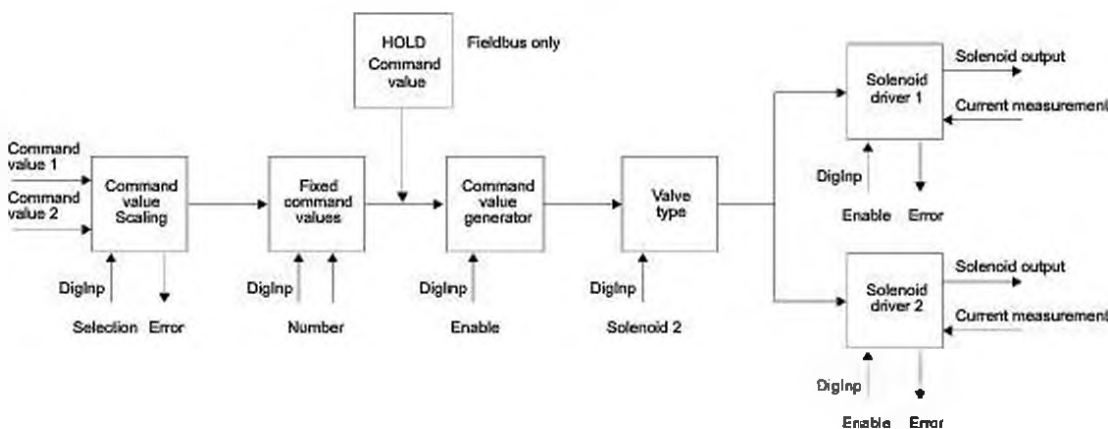 HOLD
Command
value
Fieldbus only
Solenoid
driver 1
Solenoid output
Current measurement
DigInp
Enable
Error
Command
value 1
Command
value 2
Command
value
Scaling
DigInp
Selection
Error
Fixed
command
values
DigInp
Number
Command
value
generator
DigInp
Enable
Valve
type
DigInp
Solenoid 2
Solenoid
driver 2
Solenoid output
Current measurement
DigInp
Enable
Error